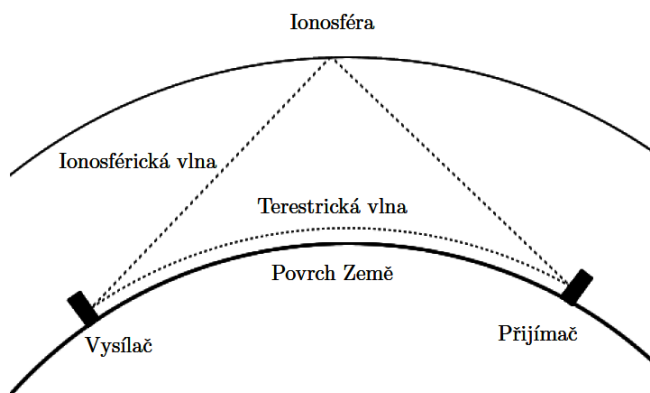 Ionosféra
Ionosférická vlna
Terestrická vlna
Povrch Země
Vysílač
Přijímač